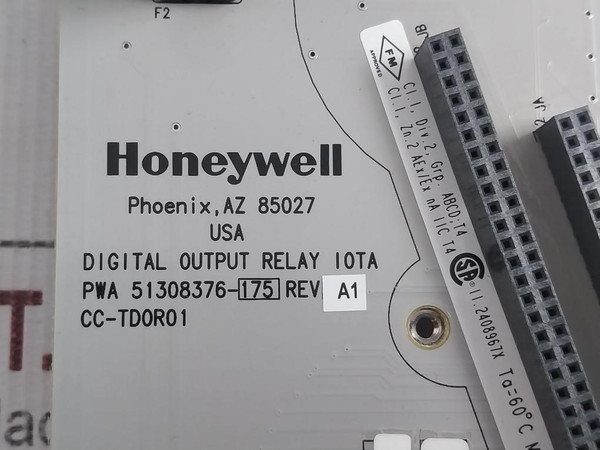 F2
Honeywell
Phoenix, AZ 85027
USA
DIGITAL OUTPUT RELAY IOTA
PWA 51308376-175 REV A1
CC-TDOR01
FM
APPROVED
Cl.I, Div.2, Grp. ABCD;T4
Cl.I, Zn.2 AEx/Ex nA IIC T4
SA ® 11.2408967X Ta=60°C